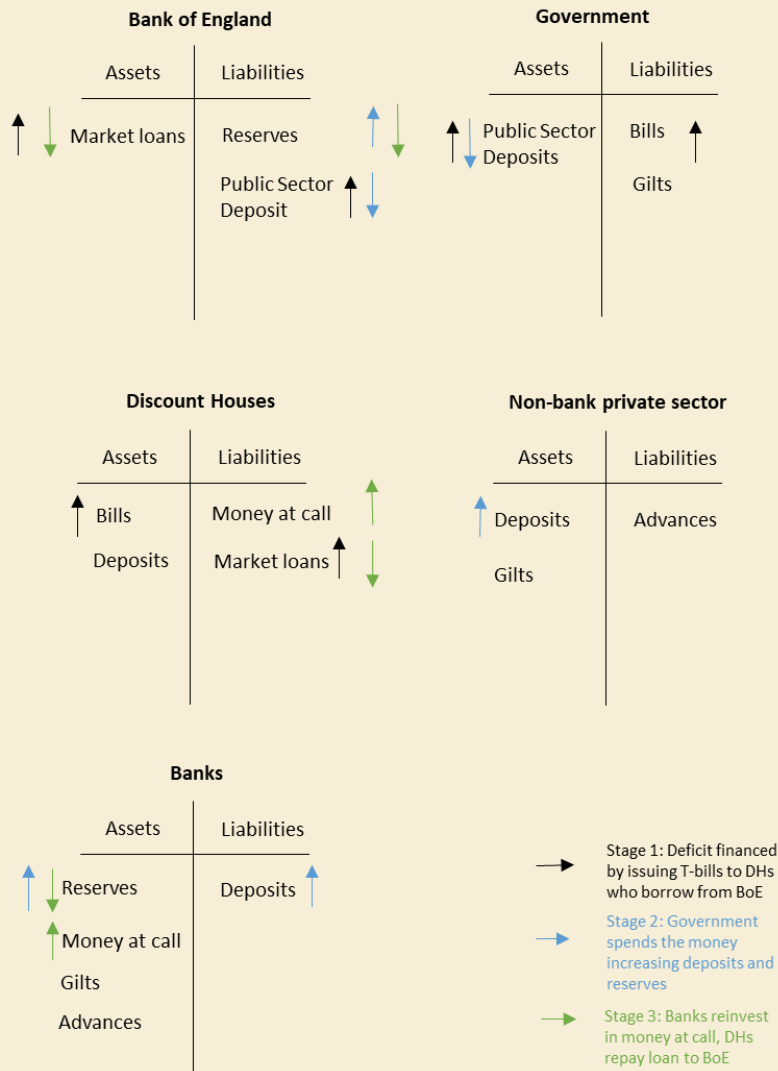 Bank of England
Assets
Liabilities
Market loans
Reserves
Public Sector
Deposit
Government
Assets
Liabilities
Public Sector
Deposits
Bills
Gilts
Discount Houses
Assets
Liabilities
Bills
Money at call
Deposits
Market loans
Non-bank private sector
Assets
Liabilities
Deposits
Advances
Gilts
Banks
Assets
Liabilities
Reserves
Deposits
Money at call
Gilts
Advances
Stage 1: Deficit financed
by issuing T-bills to DHs
who borrow from BoE
Stage 2: Government
spends the money
increasing deposits and
reserves
Stage 3: Banks reinvest
in money at call, DHs
repay loan to BoE